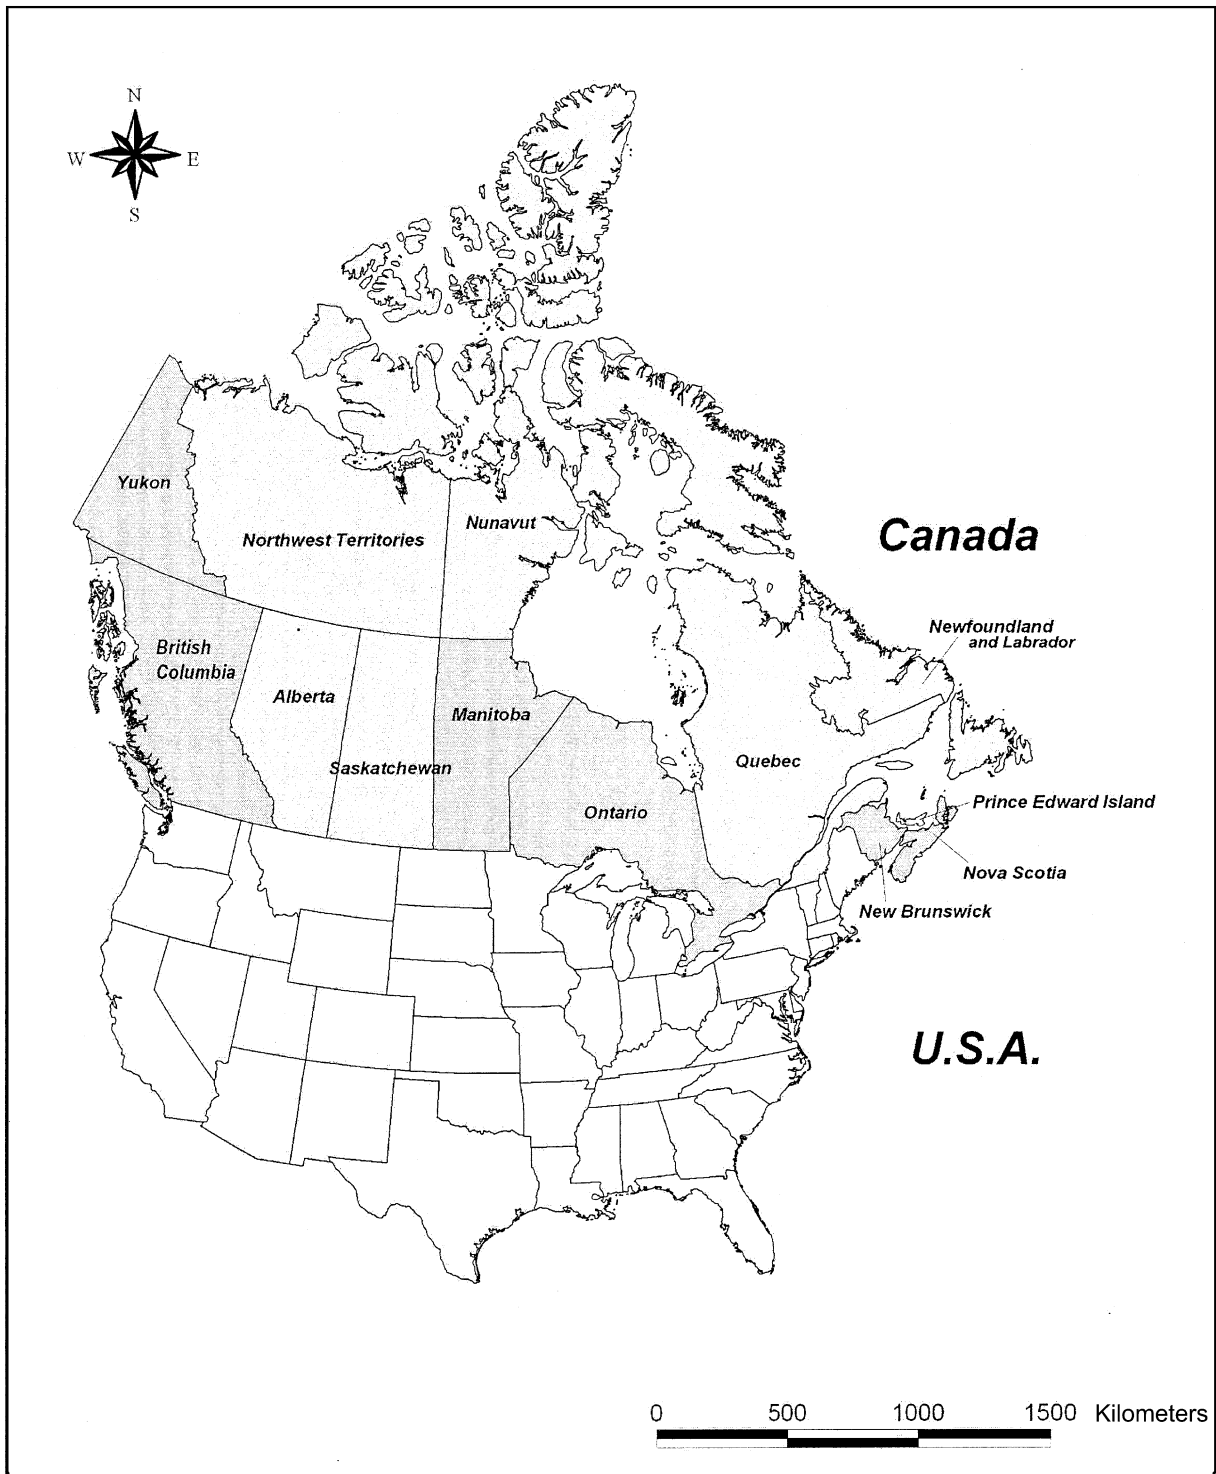 N
W E
S
Yukon
Northwest Territories
Nunavut
Canada
British
Columbia
Alberta
Saskatchewan
Manitoba
Ontario
Quebec
Newfoundland
and Labrador
Prince Edward Island
Nova Scotia
New Brunswick
U.S.A.
0 500 1000 1500 Kilometers